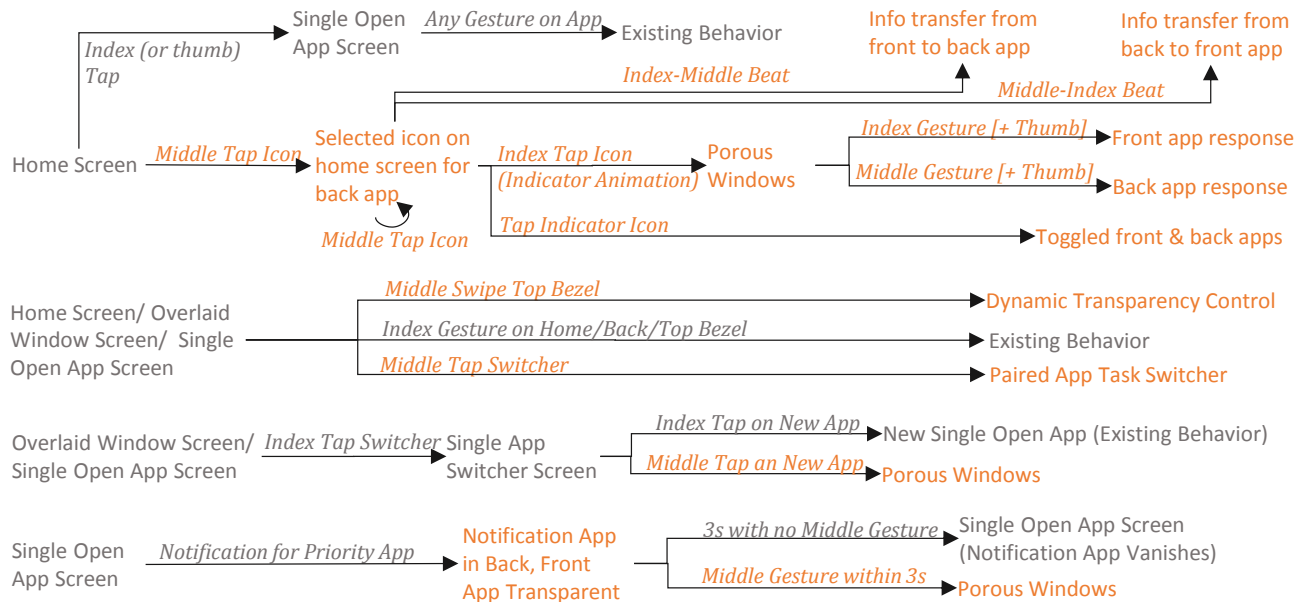 Single Open
App Screen
Any Gesture on App
Existing Behavior
Info transfer from
front to back app
Info transfer from
back to front app
Index (or thumb)
Tap
Index-Middle Beat
Middle-Index Beat
Home Screen
Middle Tap Icon
Selected icon on
home screen for
back app
Middle Tap Icon
Index Tap Icon
(Indicator Animation)
Porous
Windows
Index Gesture [+ Thumb]
Front app response
Middle Gesture [+ Thumb]
Back app response
Tap Indicator Icon
Toggled front & back apps
Home Screen/ Overlaid
Window Screen/ Single
Open App Screen
Middle Swipe Top Bezel
Dynamic Transparency Control
Index Gesture on Home/Back/Top Bezel
Existing Behavior
Middle Tap Switcher
Paired App Task Switcher
Overlaid Window Screen/
Single Open App Screen
Index Tap Switcher
Single App
Switcher Screen
Index Tap on New App
New Single Open App (Existing Behavior)
Middle Tap an New App
Porous Windows
Single Open
App Screen
Notification for Priority App
Notification App
in Back, Front
App Transparent
3s with no Middle Gesture
Single Open App Screen
(Notification App Vanishes)
Middle Gesture within 3s
Porous Windows